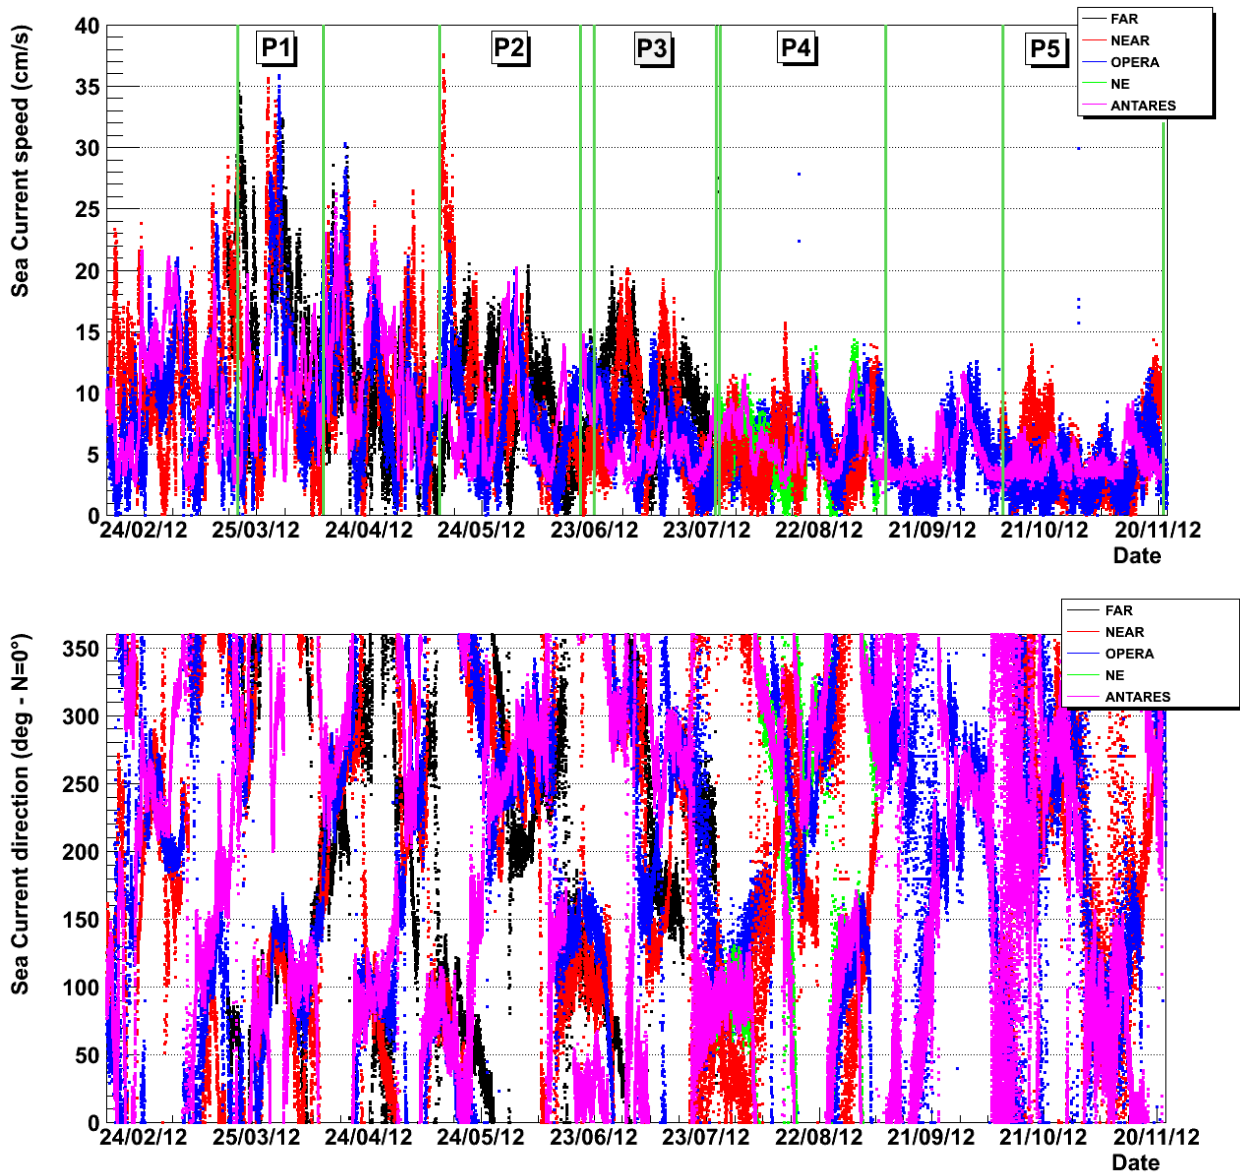 Sea Current speed (cm/s)
40
35
30
25
20
15
10
5
0
P1
P2
P3
P4
P5
FAR
NEAR
OPERA
NE
ANTARES
24/02/12 25/03/12 24/04/12 24/05/12 23/06/12 23/07/12 22/08/12 21/09/12 21/10/12 20/11/12
Date
Sea Current direction (deg - N=0°)
350
300
250
200
150
100
50
0
FAR
NEAR
OPERA
NE
ANTARES
24/02/12 25/03/12 24/04/12 24/05/12 23/06/12 23/07/12 22/08/12 21/09/12 21/10/12 20/11/12
Date